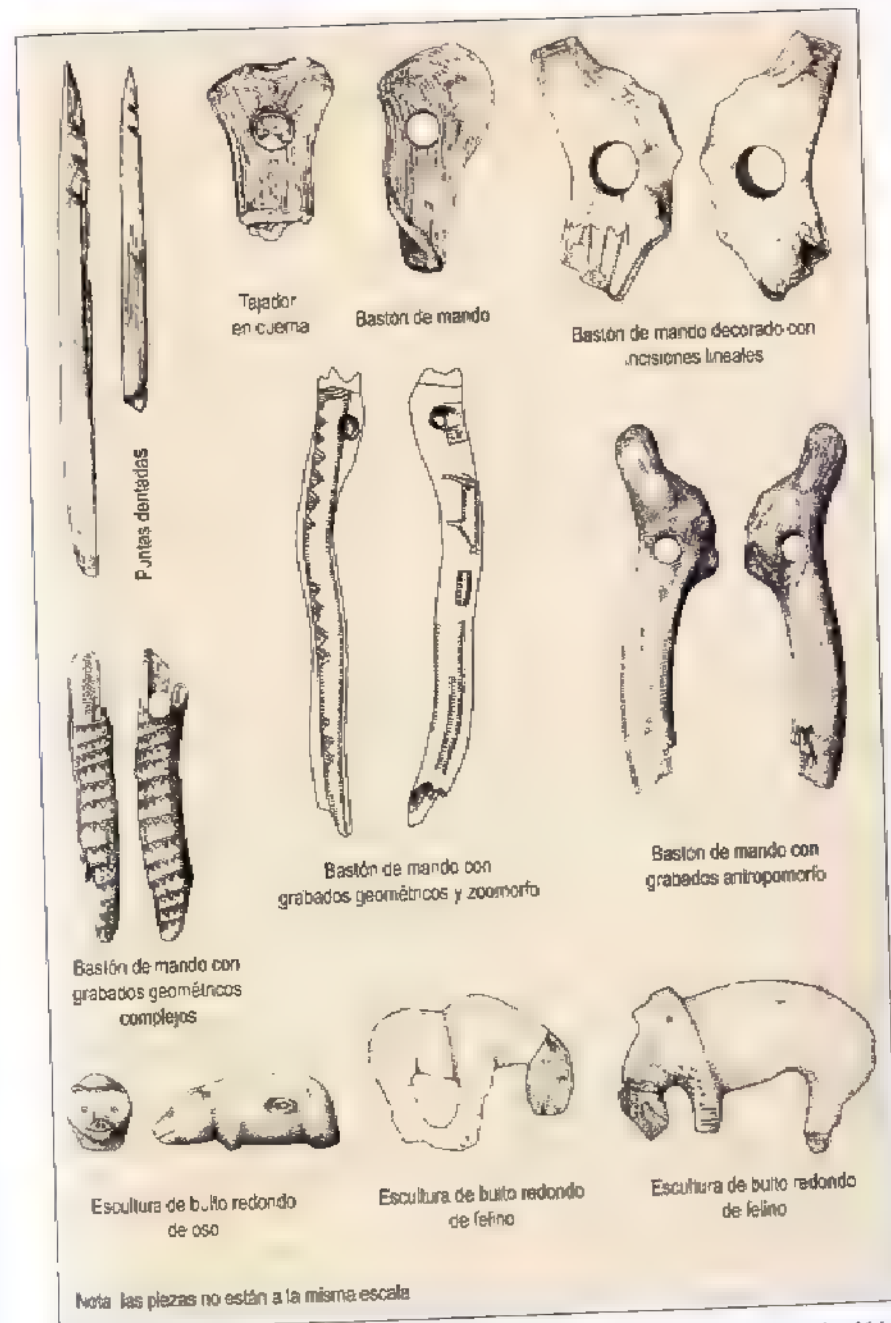 Tajador
en cuerna
Bastón de mando
Bastón de mando decorado con
incisiones lineales
Puntas dentadas
Bastón de mando con
grabados geométricos y zoomorfo
Bastón de mando con
grabados antropomorfo
Bastón de mando con
grabados geométricos
complejos
Escultura de bulto redondo
de oso
Escultura de bulto redondo
de felino
Escultura de bulto redondo
de felino
Nota las piezas no están a la misma escala